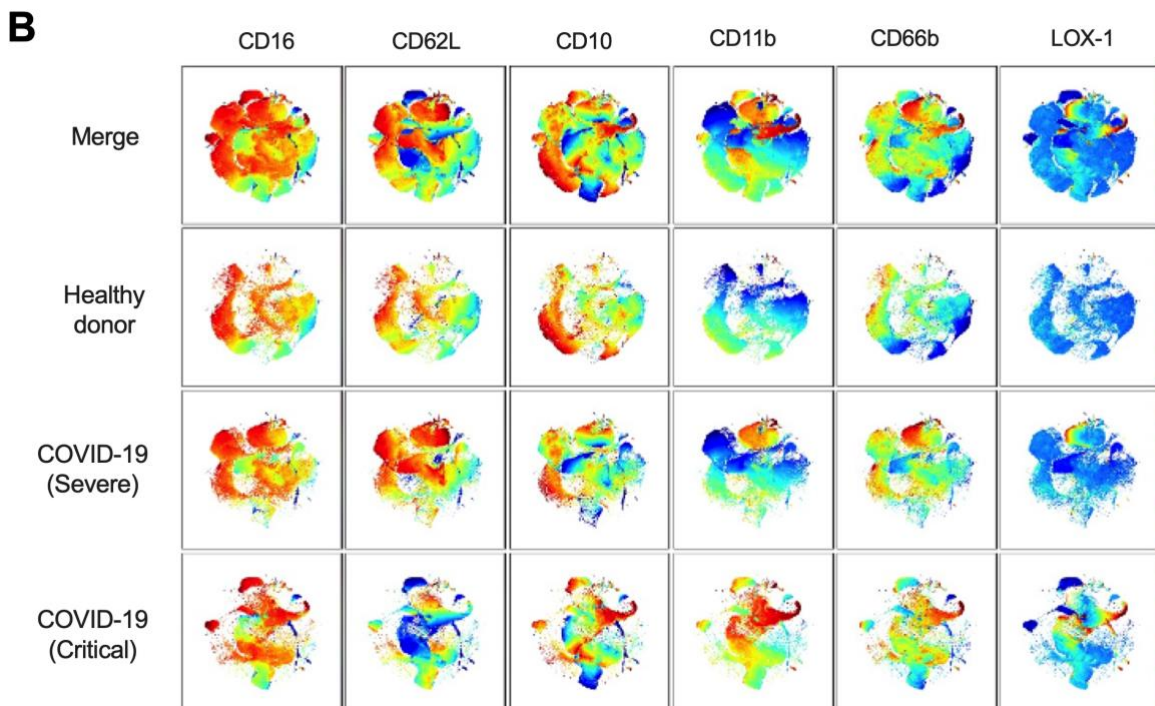 B
CD16 CD62L CD10 CD11b CD66b LOX-1
Merge
Healthy
donor
COVID-19
(Severe)
COVID-19
(Critical)